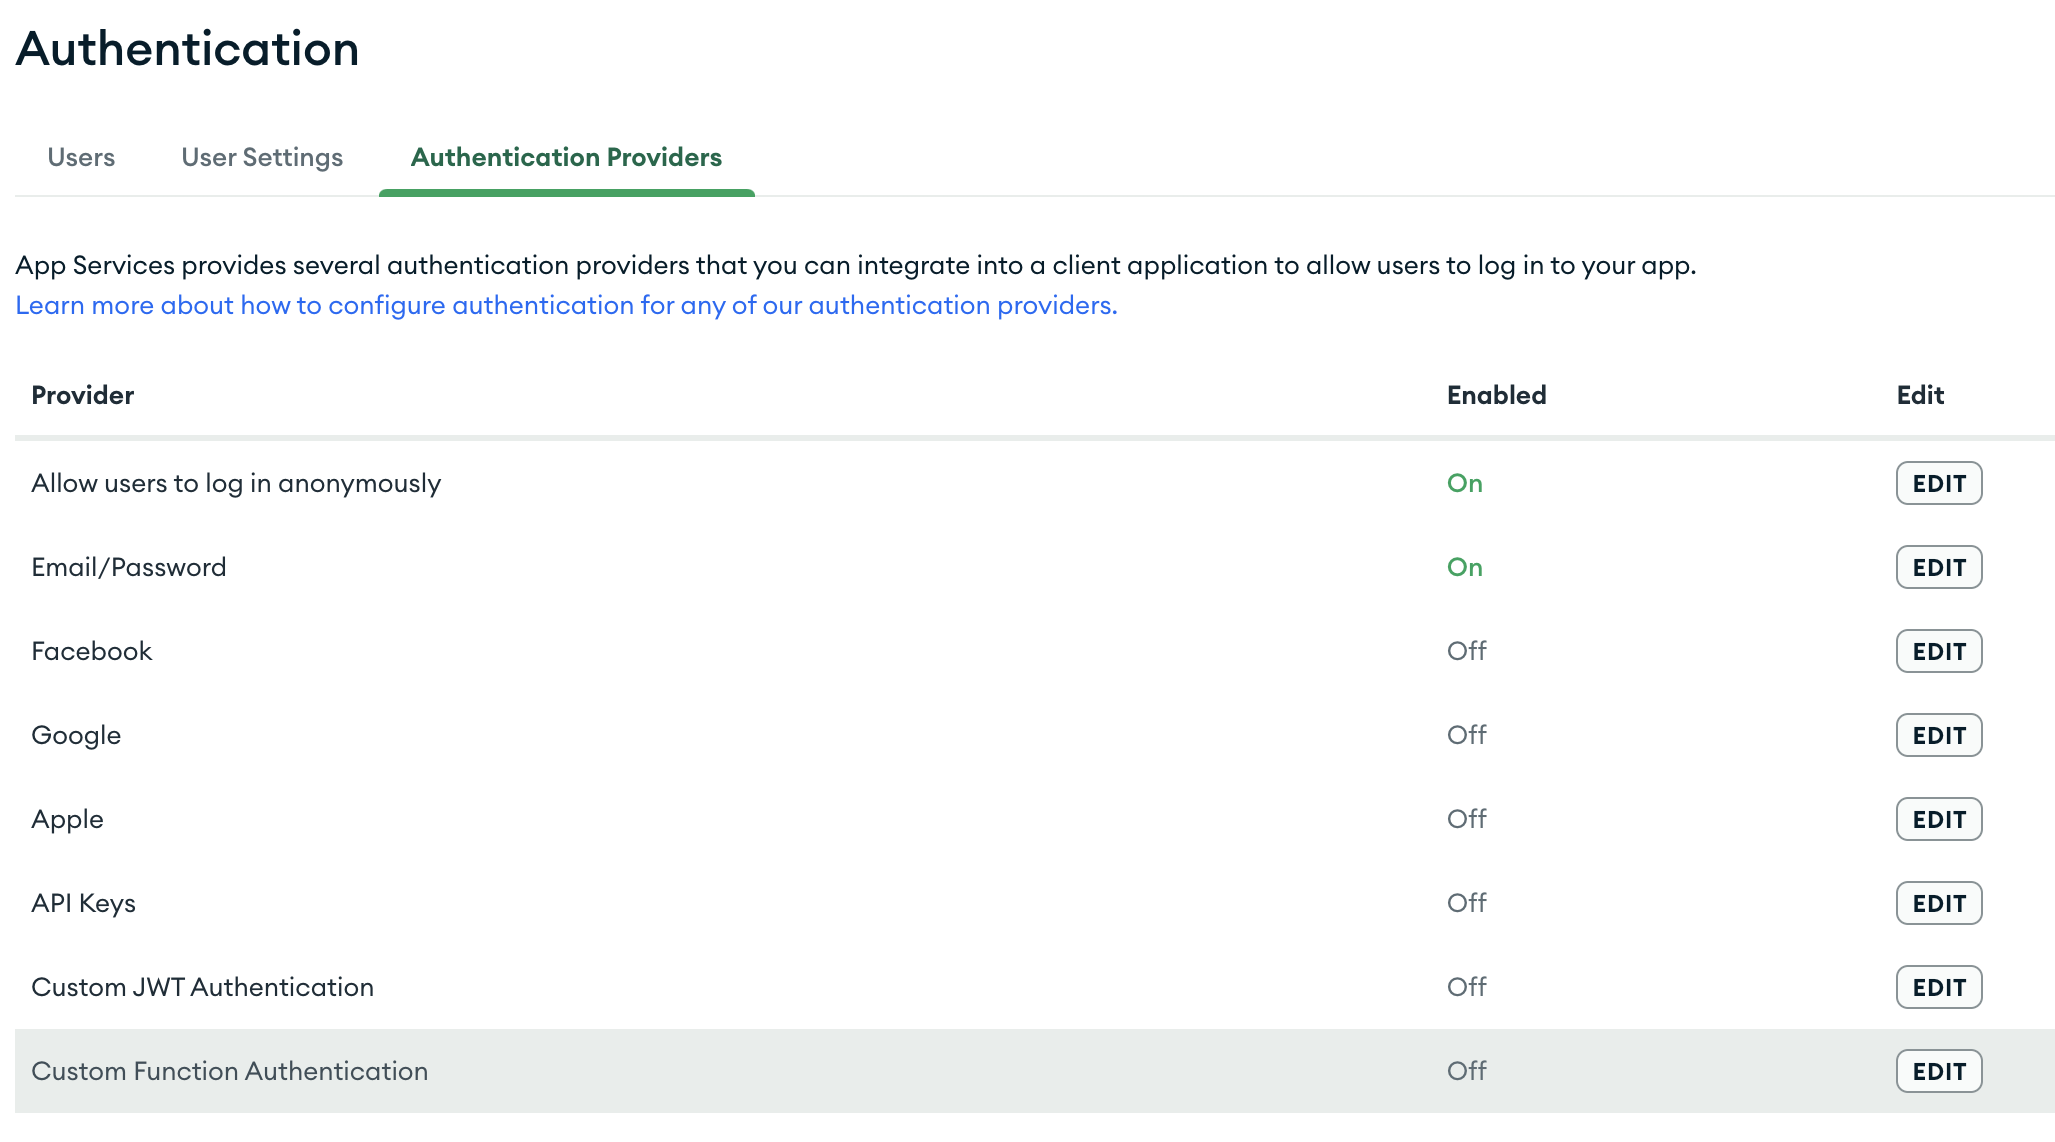 Authentication
Users User Settings Authentication Providers
App Services provides several authentication providers that you can integrate into a client application to allow users to log in to your app.
Learn more about how to configure authentication for any of our authentication providers.
Provider Enabled Edit
Allow users to log in anonymously On EDIT
Email/Password On EDIT
Facebook Off EDIT
Google Off EDIT
Apple Off EDIT
API Keys Off EDIT
Custom JWT Authentication Off EDIT
Custom Function Authentication Off EDIT